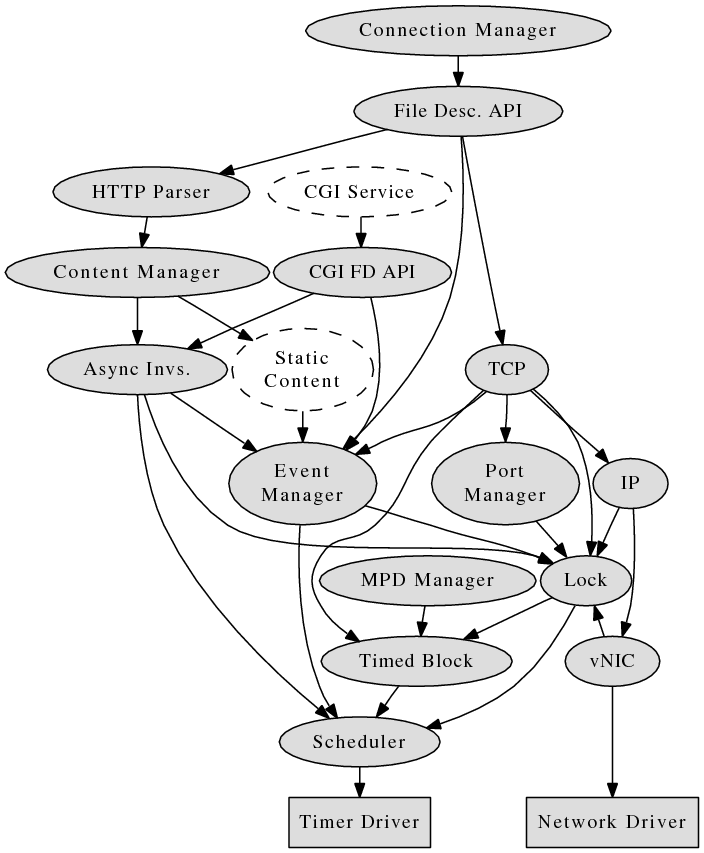 Connection Manager
File Desc. API
HTTP Parser
CGI Service
Content Manager
CGI FD API
Async Invs.
Static
Content
TCP
Event
Manager
Port
Manager
IP
MPD Manager
Lock
Timed Block
vNIC
Scheduler
Timer Driver
Network Driver